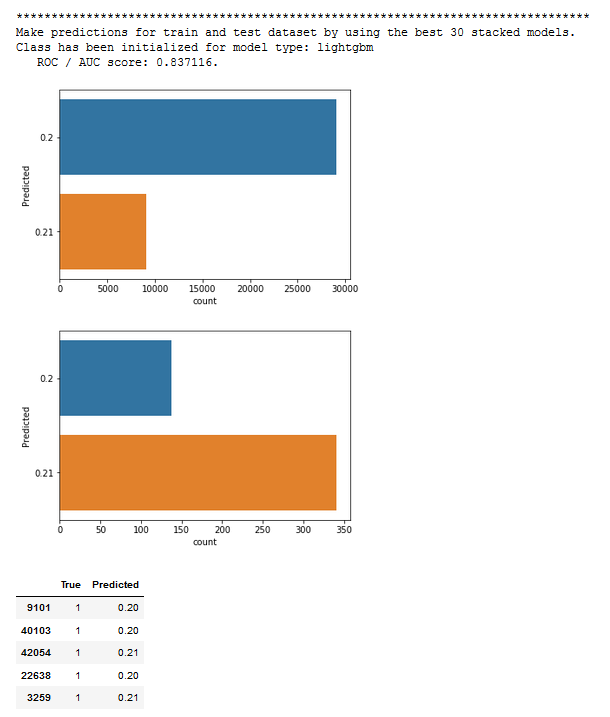 ********************************************************************************
Make predictions for train and test dataset by using the best 30 stacked models.
Class has been initialized for model type: lightgbm
ROC / AUC score: 0.837116.
0.2
0.21
Predicted
0 5000 10000 15000 20000 25000 30000
count
0.2
0.21
Predicted
0 50 100 150 200 250 300 350
count
True Predicted
9101 1 0.20
40103 1 0.20
42054 1 0.21
22638 1 0.20
3259 1 0.21